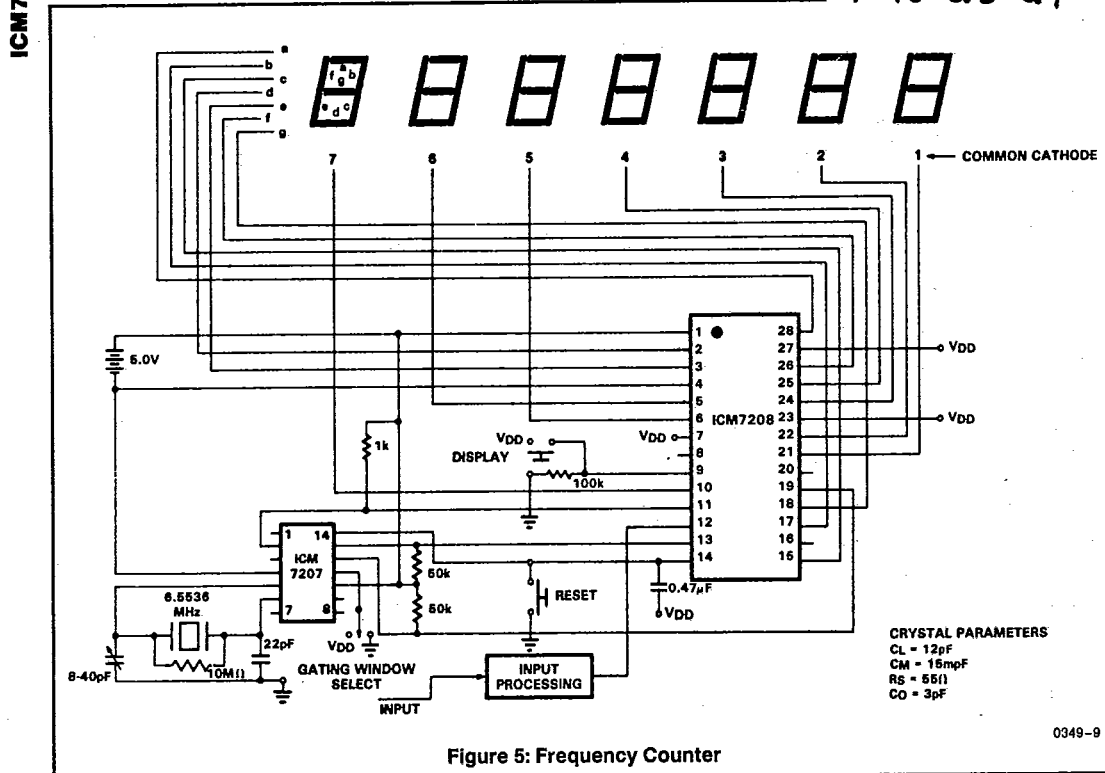 ICM7
a
b
c
d
e
f
g
a
f b
g
e c
d
7 6 5 4 3 2 1 COMMON CATHODE
5.0V
1k
VDD
DISPLAY
100k
VDD
1
2
3
4
5
6
7
8
9
10
11
12
13
14
ICM7208
28
27
26
25
24
23
22
21
20
19
18
17
16
15
VDD
VDD
1 14
ICM
7207
7 8
50k
50k
6.5536
MHz
22pF
8-40pF
10MΩ
VDD
GATING WINDOW
SELECT
INPUT
INPUT
PROCESSING
RESET
0.47µF
VDD
CRYSTAL PARAMETERS
CL = 12pF
CM = 15mpF
RS = 55Ω
CO = 3pF
0349-9
Figure 5: Frequency Counter